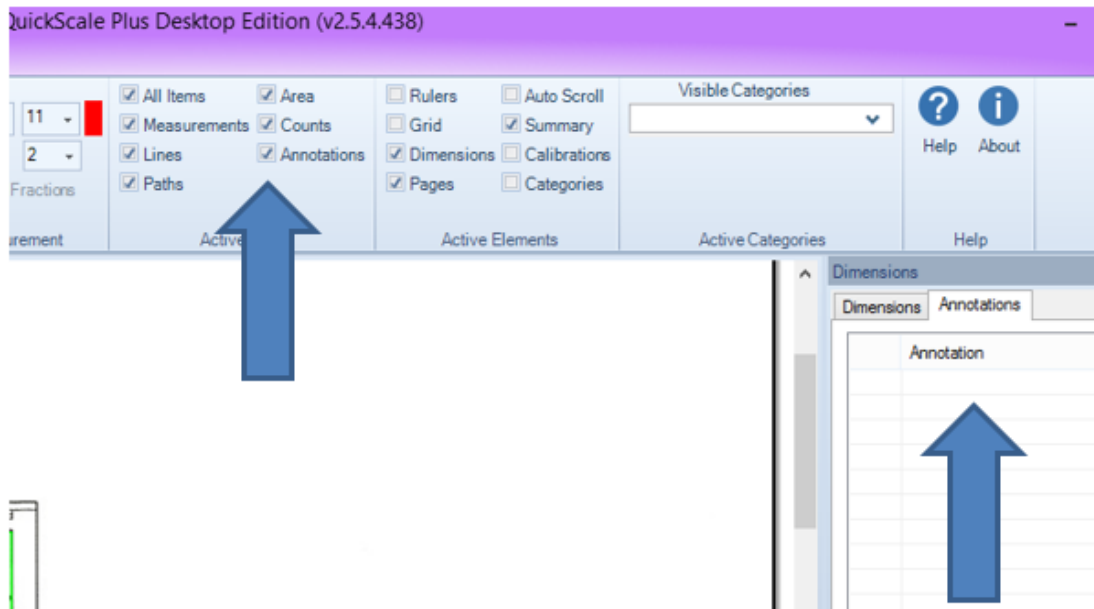 QuickScale Plus Desktop Edition (v2.5.4.438)
All Items Area
Measurements Counts
Lines Annotations
Paths
11
2
Fractions
Rulers Auto Scroll
Grid Summary
Dimensions Calibrations
Pages Categories
Visible Categories
Help About
Active
Active Elements
Active Categories
Help
Dimensions
Dimensions Annotations
Annotation